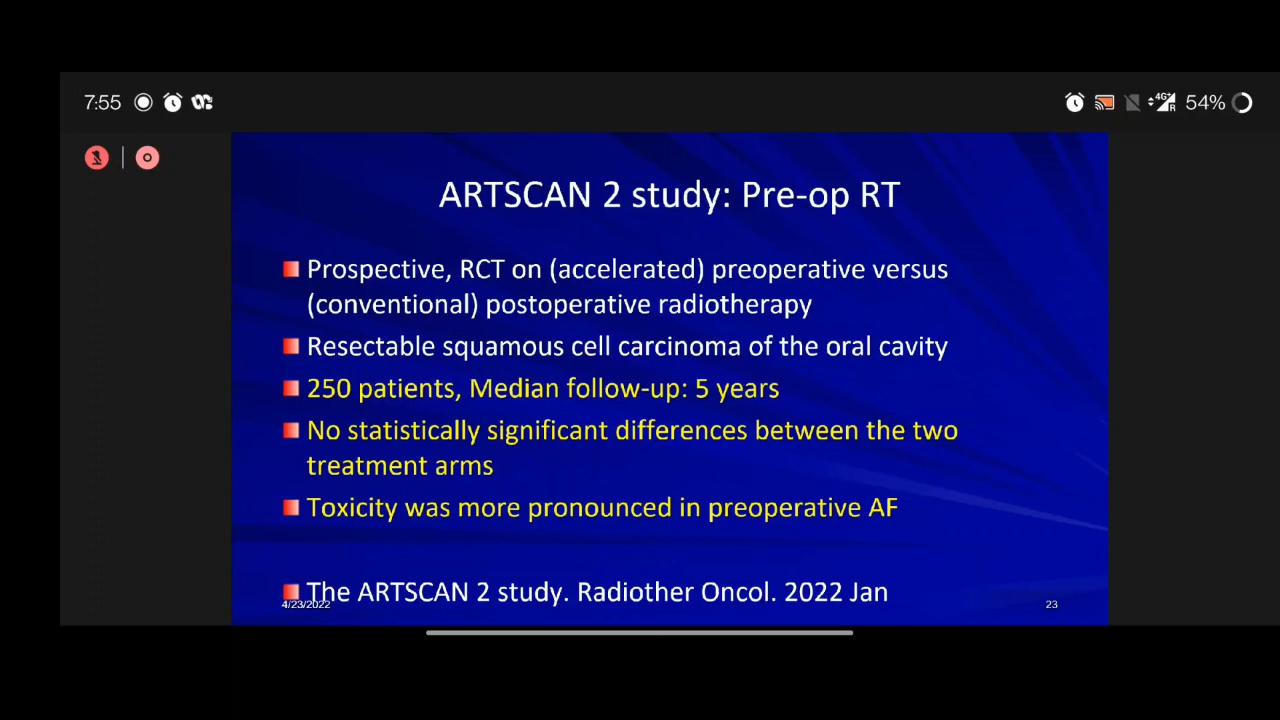 7:55
4G+
R
54%
ARTSCAN 2 study: Pre-op RT
Prospective, RCT on (accelerated) preoperative versus
(conventional) postoperative radiotherapy
Resectable squamous cell carcinoma of the oral cavity
250 patients, Median follow-up: 5 years
No statistically significant differences between the two
treatment arms
Toxicity was more pronounced in preoperative AF
The ARTSCAN 2 study. Radiother Oncol. 2022 Jan
4/23/2022
23